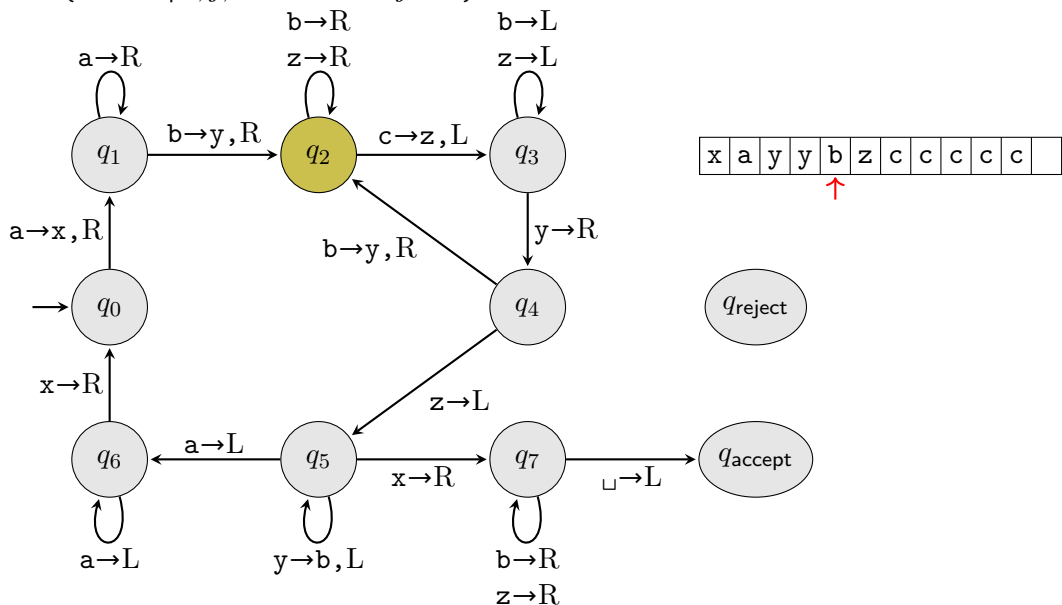 b→R
b→L
a→R
z→R
z→L
q1
b→y,R
q2
c→z,L
q3
x a y y b z c c c c c
↑
a→x,R
b→y,R
y→R
q0
q4
qreject
x→R
z→L
q6
a→L
q5
x→R
q7
␣→L
qaccept
a→L
y→b,L
b→R
z→R